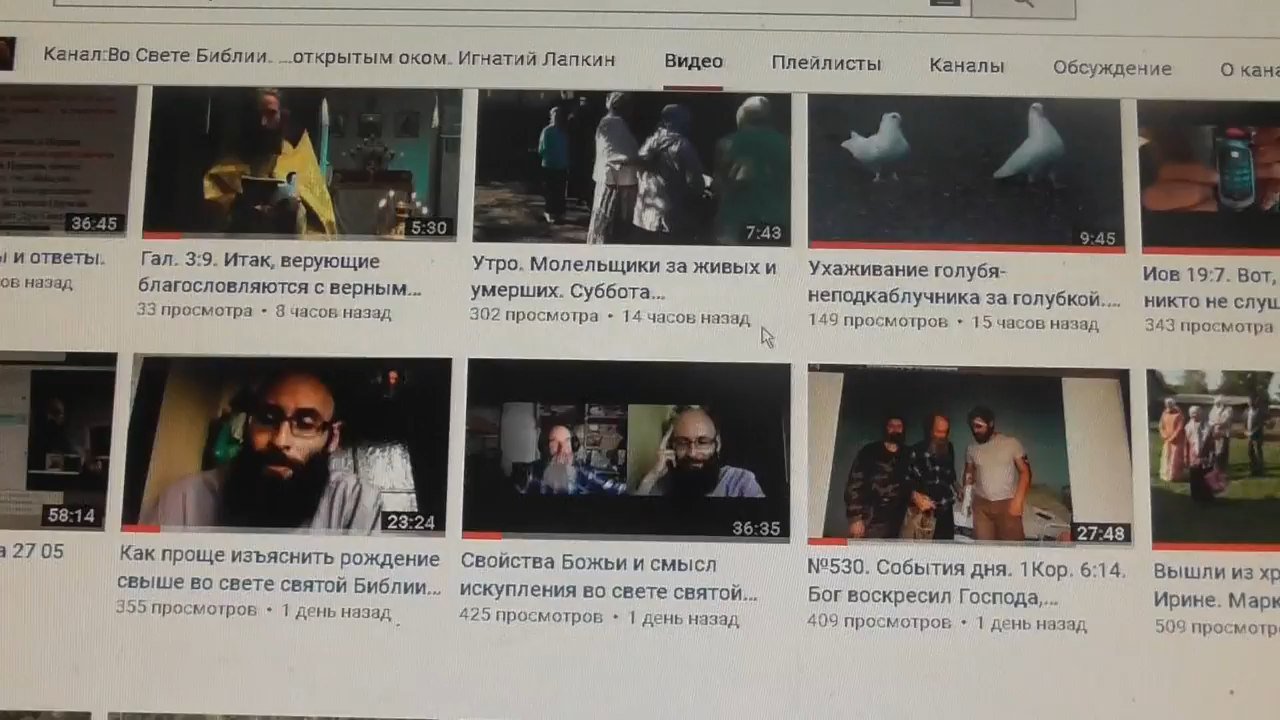 Канал:Во Свете Библии. ...открытым оком. Игнатий Лапкин Видео Плейлисты Каналы Обсуждение О кана
36:45
5:30
7:43
9:45
ы и ответы.
ов назад
Гал. 3:9. Итак, верующие
благословляются с верным...
33 просмотра • 8 часов назад
Утро. Молельщики за живых и
умерших. Суббота...
302 просмотра • 14 часов назад
Ухаживание голубя-
неподкаблучника за голубкой....
149 просмотров • 15 часов назад
Иов 19:7. Вот,
никто не слуш
343 просмотра
58:14
23:24
36:35
27:48
а 27 05
Как проще изъяснить рождение
свыше во свете святой Библии...
355 просмотров • 1 день назад
Свойства Божьи и смысл
искупления во свете святой...
425 просмотров • 1 день назад
№530. События дня. 1Кор. 6:14.
Бог воскресил Господа,...
409 просмотров • 1 день назад
Вышли из хр
Ирине. Марк
509 просмотро